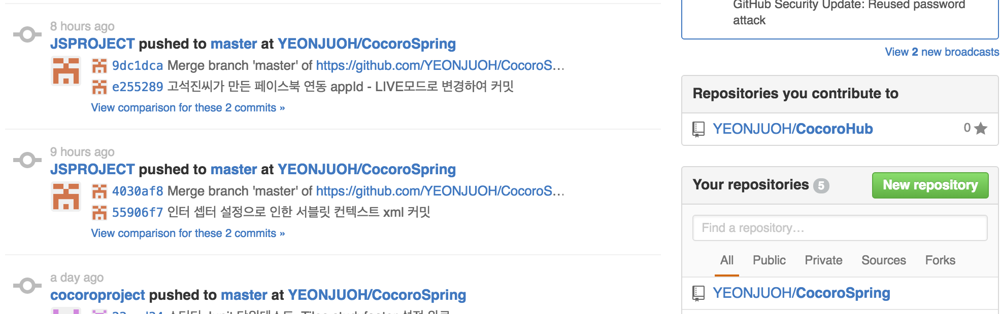 8 hours ago
JSPROJECT pushed to master at YEONJUOH/CocoroSpring
9dc1dca Merge branch 'master' of https://github.com/YEONJUOH/CocoroS...
e255289 고석진씨가 만든 페이스북 연동 appId - LIVE모드로 변경하여 커밋
View comparison for these 2 commits »
9 hours ago
JSPROJECT pushed to master at YEONJUOH/CocoroSpring
4030af8 Merge branch 'master' of https://github.com/YEONJUOH/CocoroS...
55906f7 인터 셉터 설정으로 인한 서블릿 컨텍스트 xml 커밋
View comparison for these 2 commits »
a day ago
cocoroproject pushed to master at YEONJUOH/CocoroSpring
GitHub Security Update: Reused password
attack
View 2 new broadcasts
Repositories you contribute to
YEONJUOH/CocoroHub 0
Your repositories 5 New repository
Find a repository...
All Public Private Sources Forks
YEONJUOH/CocoroSpring